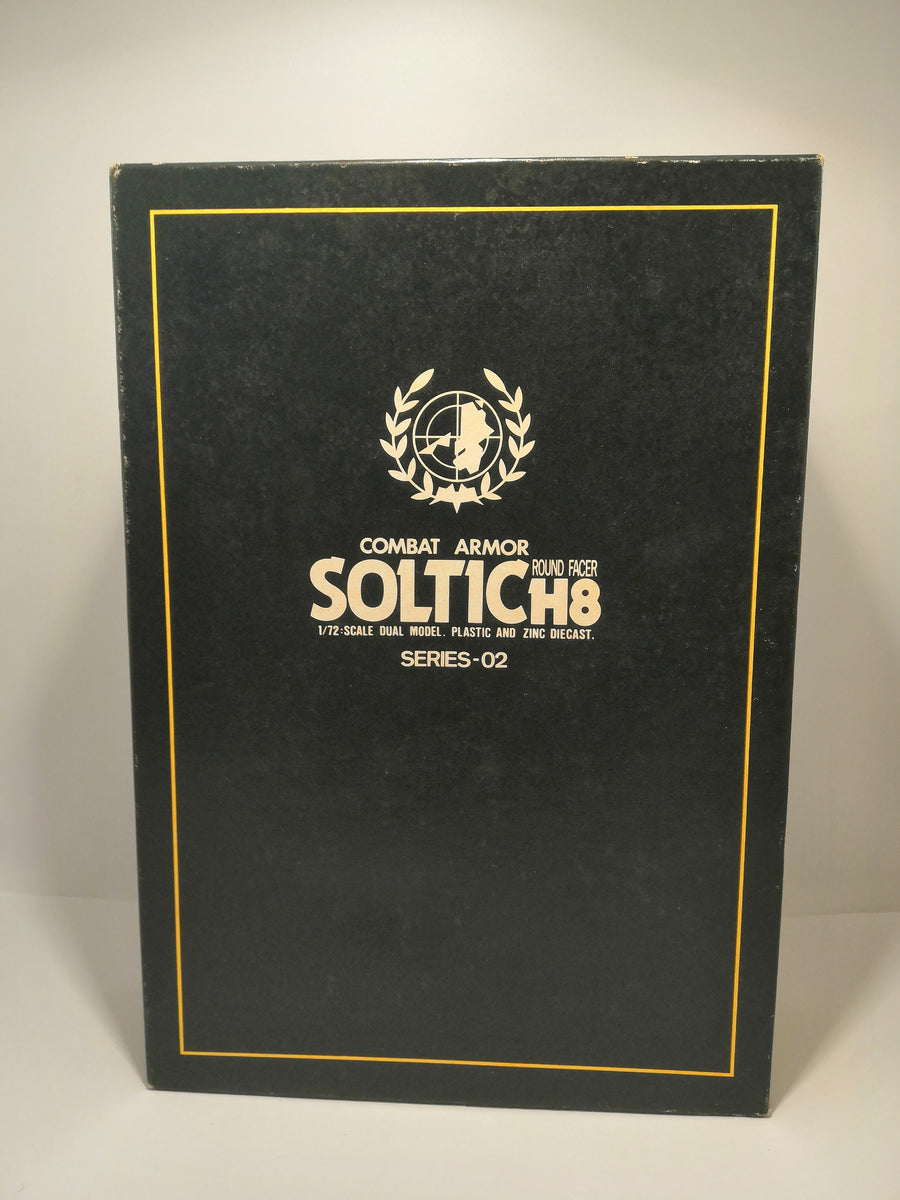 COMBAT ARMOR
SOLTIC ROUND FACER H8
1/72:SCALE DUAL MODEL. PLASTIC AND ZINC DIECAST.
SERIES-02